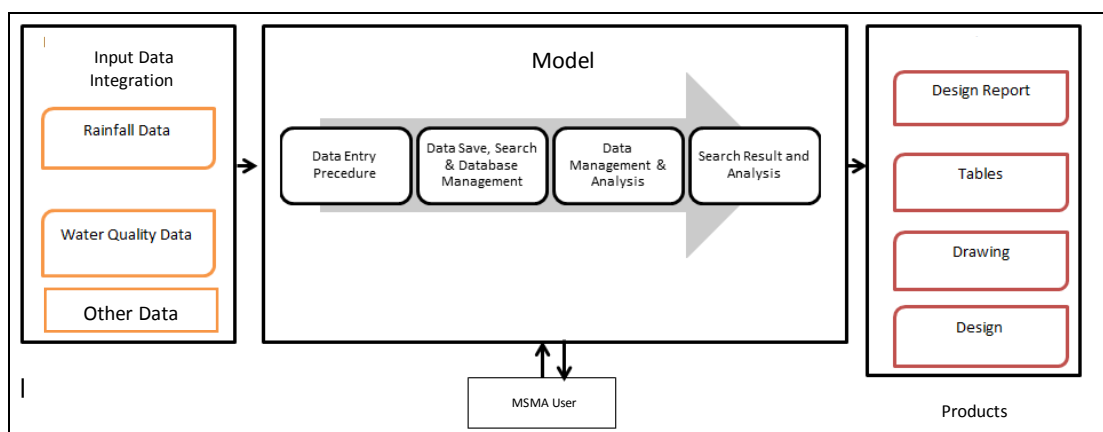 Input Data
Integration
Rainfall Data
Water Quality Data
Other Data
Model
Data Entry
Precedure
Data Save, Search
& Database
Management
Data
Management &
Analysis
Search Result and
Analysis
MSMA User
Design Report
Tables
Drawing
Design
Products